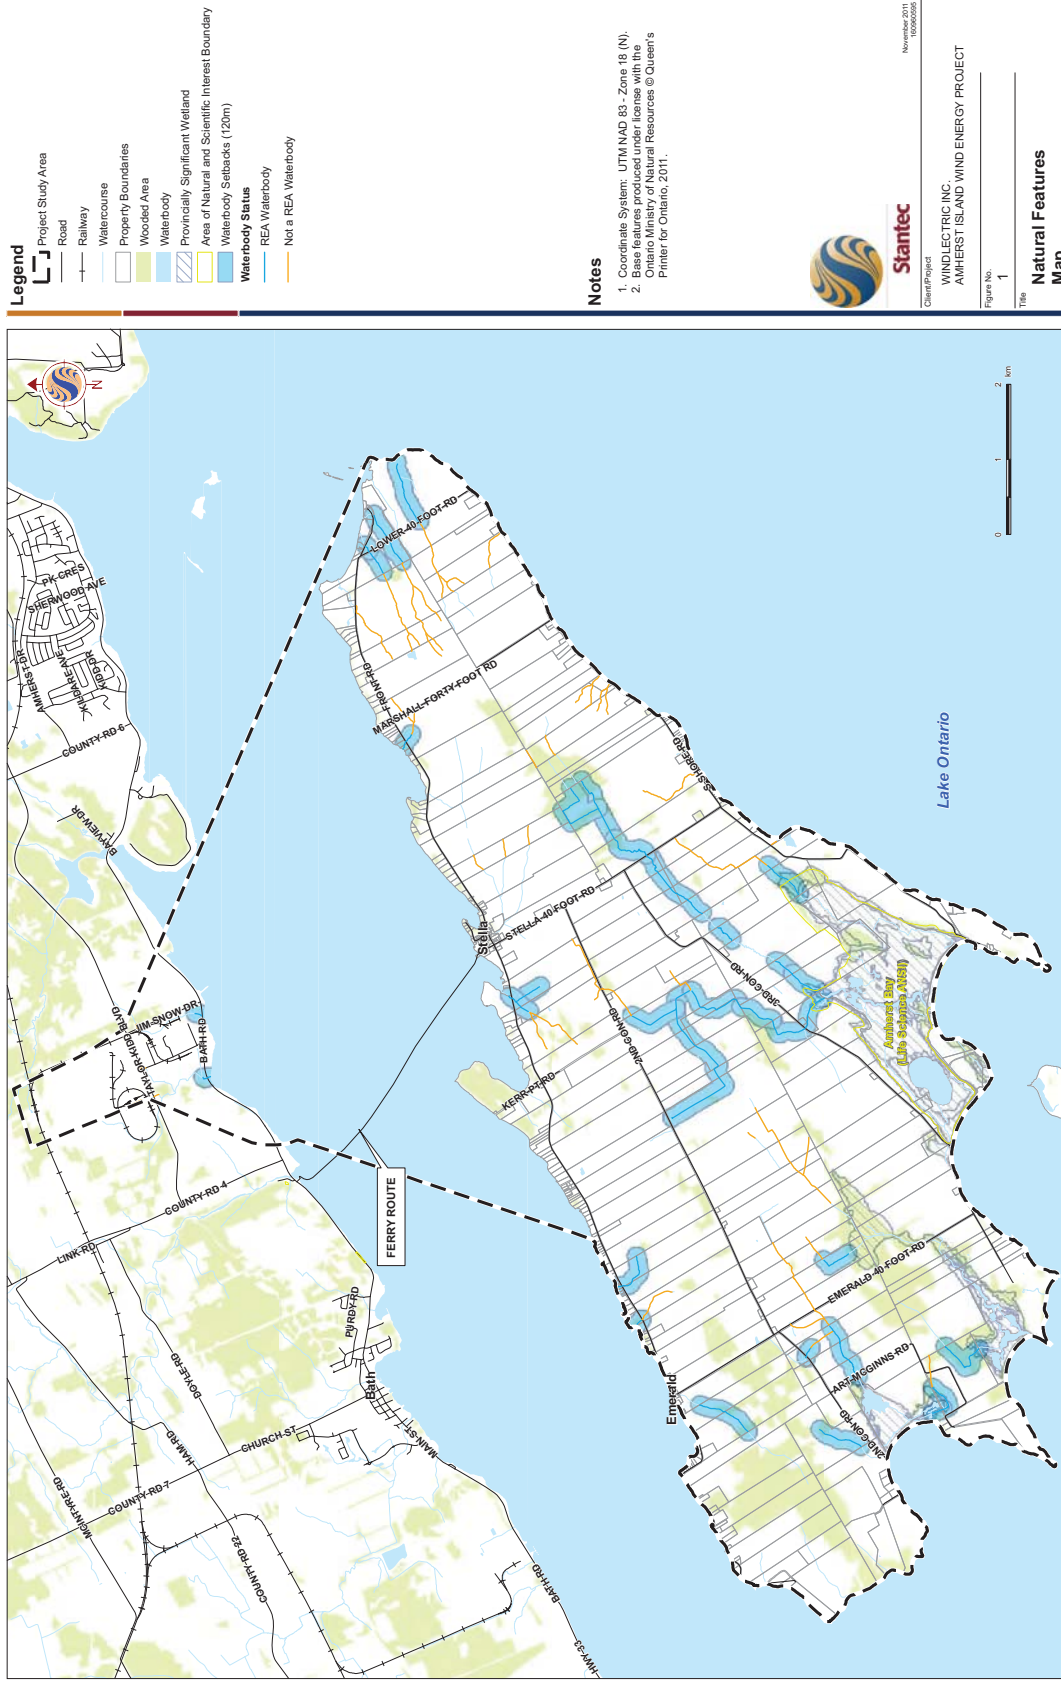 Legend
Project Study Area
Road
Railway
Watercourse
Property Boundaries
Wooded Area
Waterbody
Provincially Significant Wetland
Area of Natural and Scientific Interest Boundary
Waterbody Setbacks (120m)
Waterbody Status
REA Waterbody
Not a REA Waterbody
Notes
1. Coordinate System: UTM NAD 83 - Zone 18 (N).
2. Base features produced under license with the
Ontario Ministry of Natural Resources © Queen's
Printer for Ontario, 2011.
Stantec
November 2011
160960595
Client/Project
WINDLECTRIC INC.
AMHERST ISLAND WIND ENERGY PROJECT
Figure No.
1
Title
Natural Features
Map
N
AMHERST-DR
PK-CRES
SHERWOOD-AVE
KILDARE-AVE
KIDD-DR
COUNTY-RD-6
BAYVIEW-DR
TAYLOR-KIDD-BLVD
JIM-SNOW-DR
BATH-RD
COUNTY-RD-4
LINK-RD
FERRY ROUTE
DOYLE-RD
PURDY-RD
Bath
HAM-RD
CHURCH-ST
MAIN-ST
MCINTYRE-RD
COUNTY-RD-7
COUNTY-RD-22
BATH-RD
HWY-33
LOWER-40-FOOT-RD
FRONT-RD
MARSHALL-FORTY-FOOT RD
S-SHORE-RD
Stella
STELLA-40-FOOT-RD
2ND-CON-RD
3RD-CON-RD
KERR-PT-RD
Amherst Bay
(Life Science ANSI)
EMERALD-40-FOOT-RD
ART-MCGINNS-RD
Emerald
2ND-CON-RD
Lake Ontario
0
1
2
km